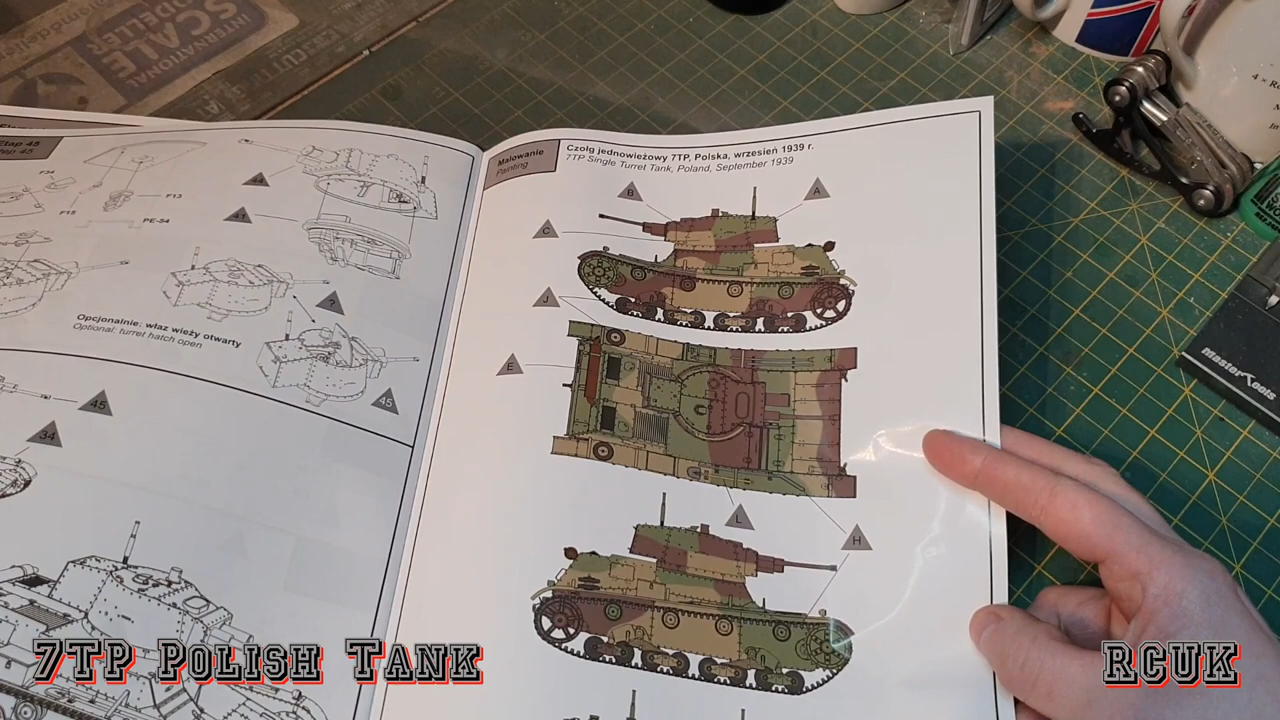 INTERNATIONAL
SCALE
MODELLER
Etap 45
F34
F15
F13
PE-54
44
41
?
Opcjonalnie: właz wieży otwarty
Optional: turret hatch open
45
45
34
Malowanie
Painting
Czołg jednowieżowy 7TP, Polska, wrzesień 1939 r.
7TP Single Turret Tank, Poland, September 1939
B
A
C
J
E
L
H
MasterTools
7TP Polish Tank
RCUK